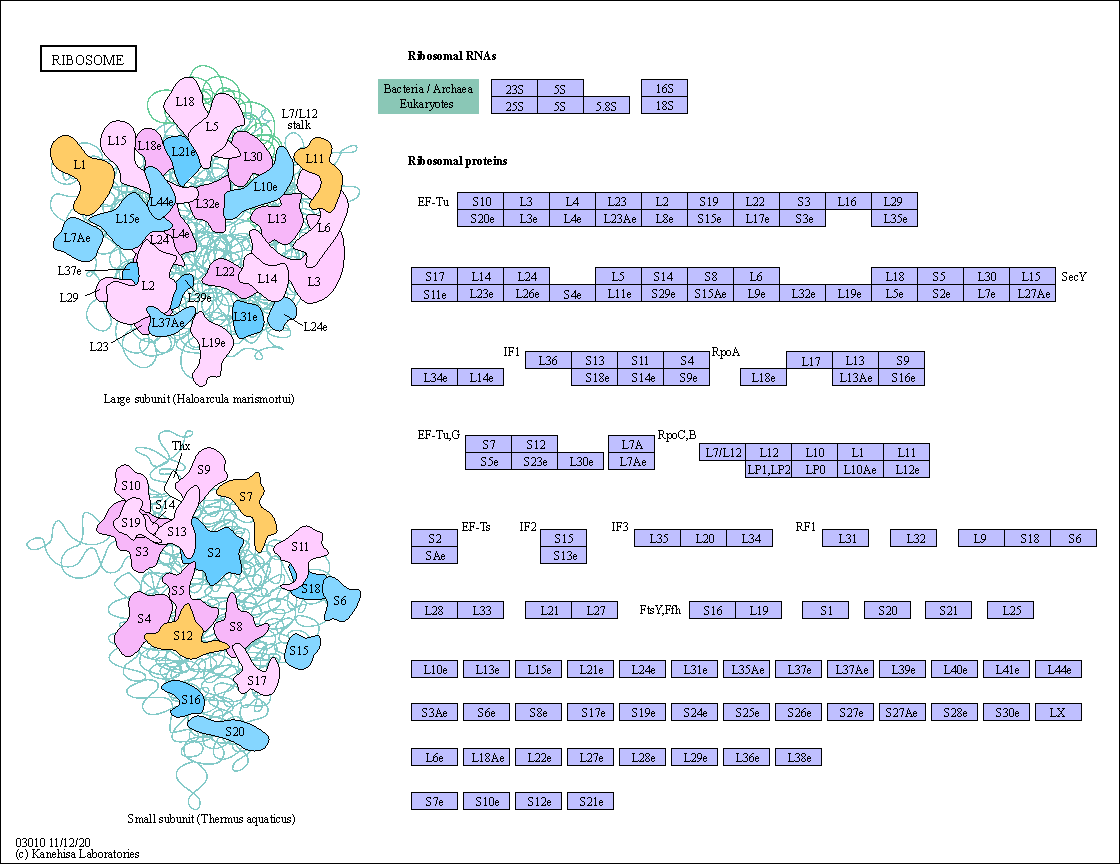 RIBOSOME
L18
L5
L7/L12
stalk
L15
L18e
L21e
L30
L11
L1
L10e
L44e
L32e
L15e
L13
L6
L7Ae
L24
L4e
L37e
L22
L14
L3
L2
L29
L39e
L37Ae
L31e
L24e
L23
L19e
Large subunit (Haloarcula marismortui)
Thx
S9
S10
S7
S14
S19
S13
S3
S2
S11
S5
S18
S6
S4
S12
S8
S15
S17
S16
S20
Small subunit (Thermus aquaticus)
03010 11/12/20
(c) Kanehisa Laboratories
Ribosomal RNAs
Bacteria / Archaea 23S 5S 16S
Eukaryotes 25S 5S 5.8S 18S
Ribosomal proteins
EF-Tu S10 L3 L4 L23 L2 S19 L22 S3 L16 L29
S20e L3e L4e L23Ae L8e S15e L17e S3e L35e
S17 L14 L24 L5 S14 S8 L6 L18 S5 L30 L15 SecY
S11e L23e L26e S4e L11e S29e S15Ae L9e L32e L19e L5e S2e L7e L27Ae
IF1 L36 S13 S11 S4 RpoA L17 L13 S9
L34e L14e S18e S14e S9e L18e L13Ae S16e
EF-Tu,G S7 S12 L7A RpoC,B L7/L12 L12 L10 L1 L11
S5e S23e L30e L7Ae LP1,LP2 LP0 L10Ae L12e
S2 EF-Ts IF2 S15 IF3 L35 L20 L34 RF1 L31 L32 L9 S18 S6
SAe S13e
L28 L33 L21 L27 FtsY,Ffh S16 L19 S1 S20 S21 L25
L10e L13e L15e L21e L24e L31e L35Ae L37e L37Ae L39e L40e L41e L44e
S3Ae S6e S8e S17e S19e S24e S25e S26e S27e S27Ae S28e S30e LX
L6e L18Ae L22e L27e L28e L29e L36e L38e
S7e S10e S12e S21e